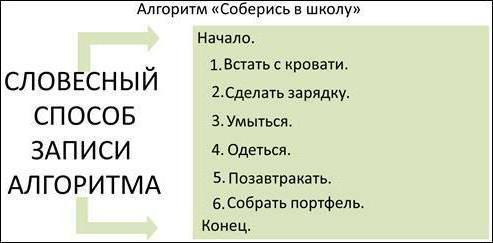 Алгоритм «Соберись в школу»
СЛОВЕСНЫЙ
СПОСОБ
ЗАПИСИ
АЛГОРИТМА
Начало.
1. Встать с кровати.
2. Сделать зарядку.
3. Умыться.
4. Одеться.
5. Позавтракать.
6. Собрать портфель.
Конец.